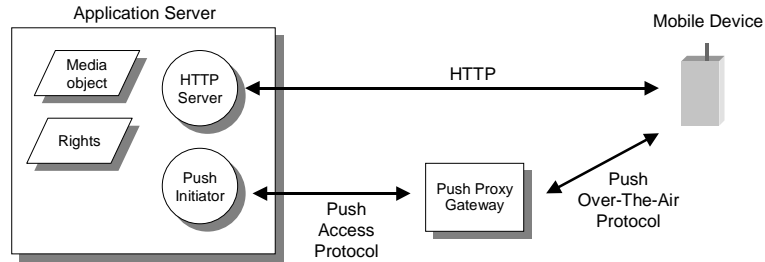 Application Server
Mobile Device
Media
object
HTTP
Server
HTTP
Rights
Push
Initiator
Push Proxy
Gateway
Push
Access
Protocol
Push
Over-The-Air
Protocol